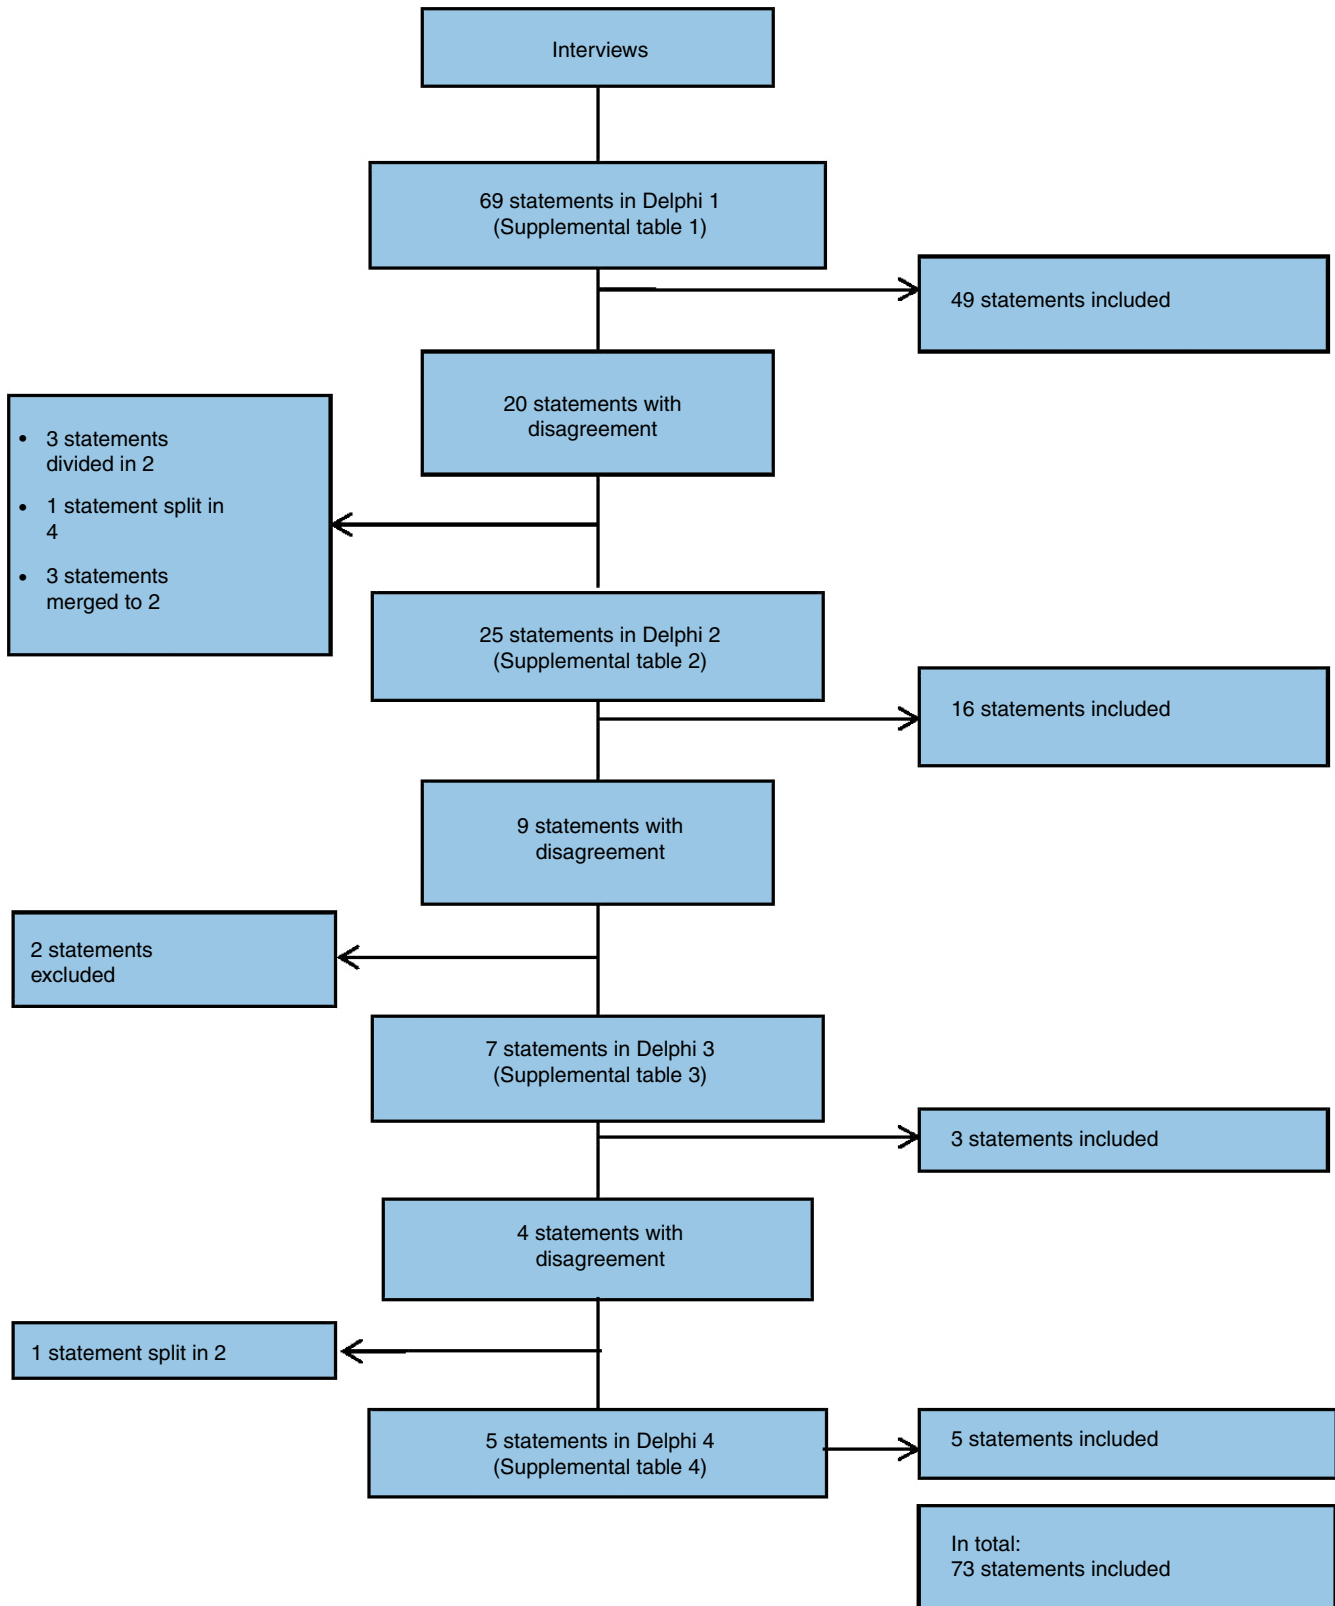 Interviews
69 statements in Delphi 1
(Supplemental table 1)
49 statements included
20 statements with
disagreement
• 3 statements
divided in 2
• 1 statement split in
4
• 3 statements
merged to 2
25 statements in Delphi 2
(Supplemental table 2)
16 statements included
9 statements with
disagreement
2 statements
excluded
7 statements in Delphi 3
(Supplemental table 3)
3 statements included
4 statements with
disagreement
1 statement split in 2
5 statements in Delphi 4
(Supplemental table 4)
5 statements included
In total:
73 statements included